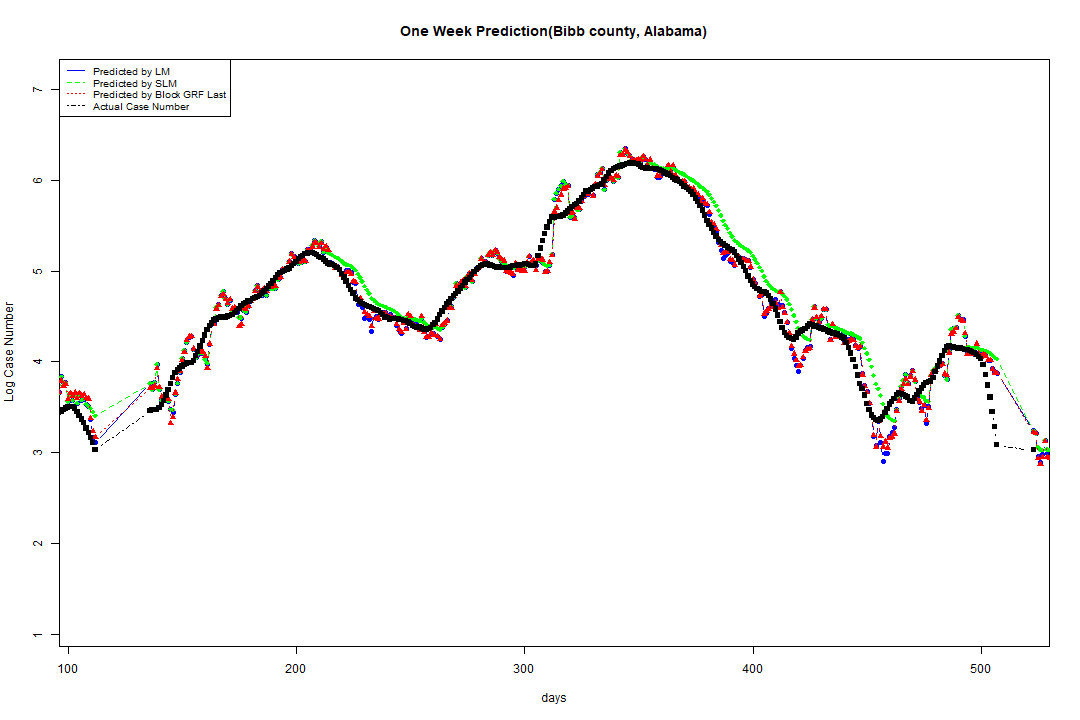 One Week Prediction(Bibb county, Alabama)
Predicted by LM
Predicted by SLM
Predicted by Block GRF Last
Actual Case Number
Log Case Number
7
6
5
4
3
2
1
100 200 300 400 500
days